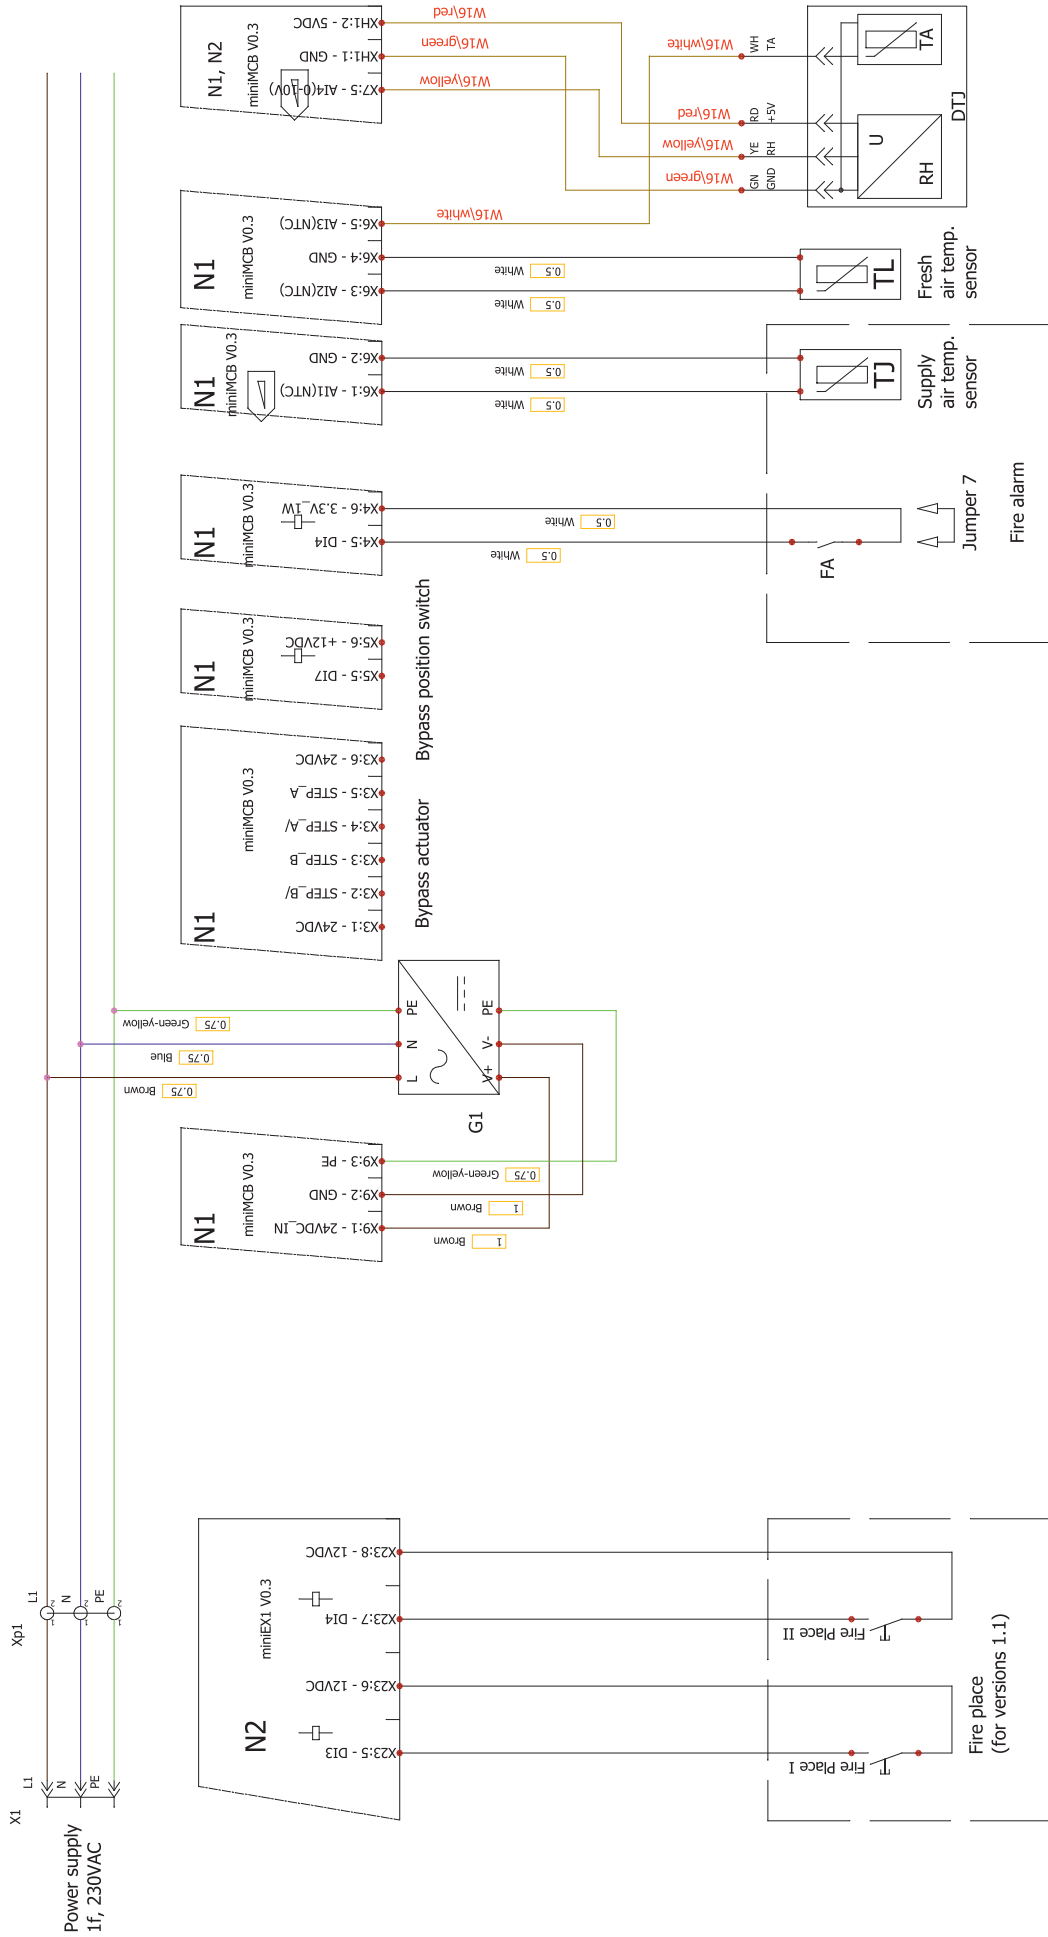 Power supply
1f, 230VAC
X1
L1
N
PE
Xp1
L1
N
PE
1
2
1
2
1
2
N2
miniEX1 V0.3
X23:5 - DI3
X23:6 - 12VDC
X23:7 - DI4
X23:8 - 12VDC
Fire Place I
Fire Place II
Fire place
(for versions 1.1)
N1
miniMCB V0.3
X9:1 - 24VDC_IN
X9:2 - GND
X9:3 - PE
Brown 1
Brown 1
Green-yellow 0.75
G1
L
N
PE
V+
V-
PE
Brown 0.75
Blue 0.75
Green-yellow 0.75
N1
miniMCB V0.3
X3:1 - 24VDC
X3:2 - STEP_B/
X3:3 - STEP_B
X3:4 - STEP_A/
X3:5 - STEP_A
X3:6 - 24VDC
Bypass actuator
N1
miniMCB V0.3
X5:5 - DI7
X5:6 - +12VDC
Bypass position switch
N1
miniMCB V0.3
X4:5 - DI4
X4:6 - 3.3V_1W
White 0.5
White 0.5
FA
Jumper 7
Fire alarm
N1
miniMCB V0.3
X6:1 - AI1(NTC)
X6:2 - GND
White 0.5
White 0.5
TJ
Supply
air temp.
sensor
N1
miniMCB V0.3
X6:3 - AI2(NTC)
X6:4 - GND
X6:5 - AI3(NTC)
White 0.5
White 0.5
W16\white
TL
Fresh
air temp.
sensor
N1, N2
miniMCB V0.3
X7:5 - AI4(0-10V)
XH1:1 - GND
XH1:2 - 5VDC
W16\yellow
W16\green
W16\red
W16\green
W16\yellow
W16\red
W16\white
GN
GND
YE
RH
RD
+5V
WH
TA
U
RH
TA
DTJ